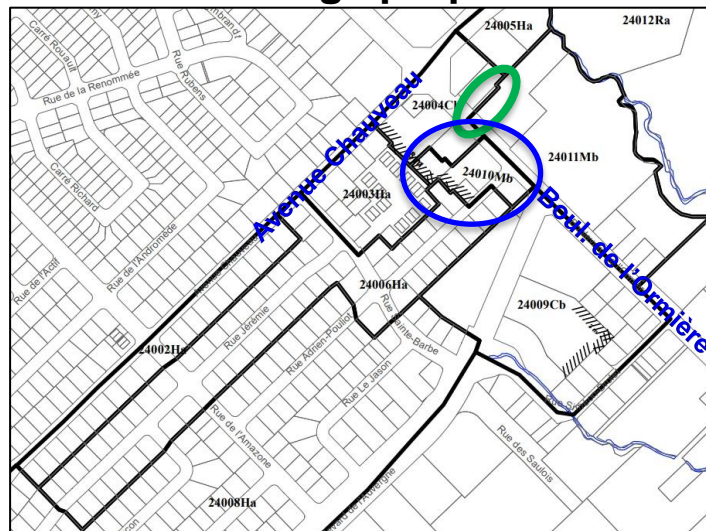 24005Ha
24012Ra
Carré Rouault
Rue de la Renommée
Rue Rubens
24004Cb
Avenue Chauveau
24011Mb
24010Mb
24003Ha
Carré Richard
Boul. de l'Ormière
Rue de l'Andromède
Rue de l'Actif
24006Ha
Rue Sainte-Barbe
24009Cb
24002Ha
Rue Jérémie
Rue Adrien-Pouliot
Rue Le Jason
Rue de l'Amazone
Rue des Saulois
24008Ha